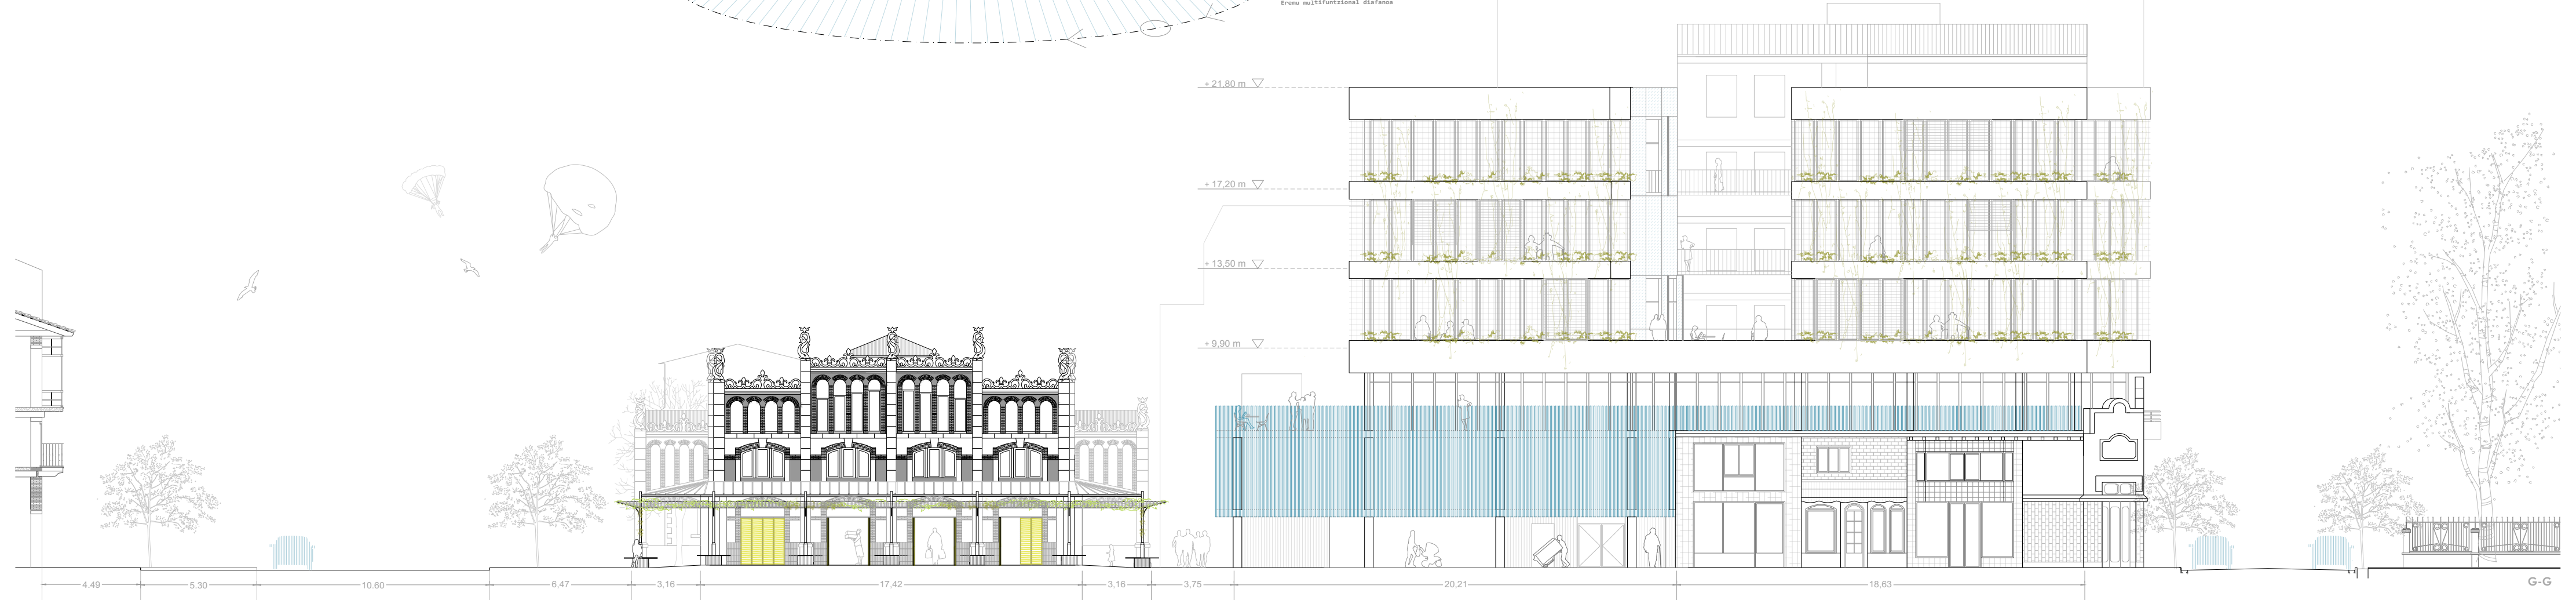 Eremu multifuntzional diafanoa
+ 21,80 m
+ 17,20 m
+ 13,50 m
+ 9,90 m
4.49
5.30
10.60
6,47
3,16
17,42
3,16
3,75
20,21
18,63
G-G